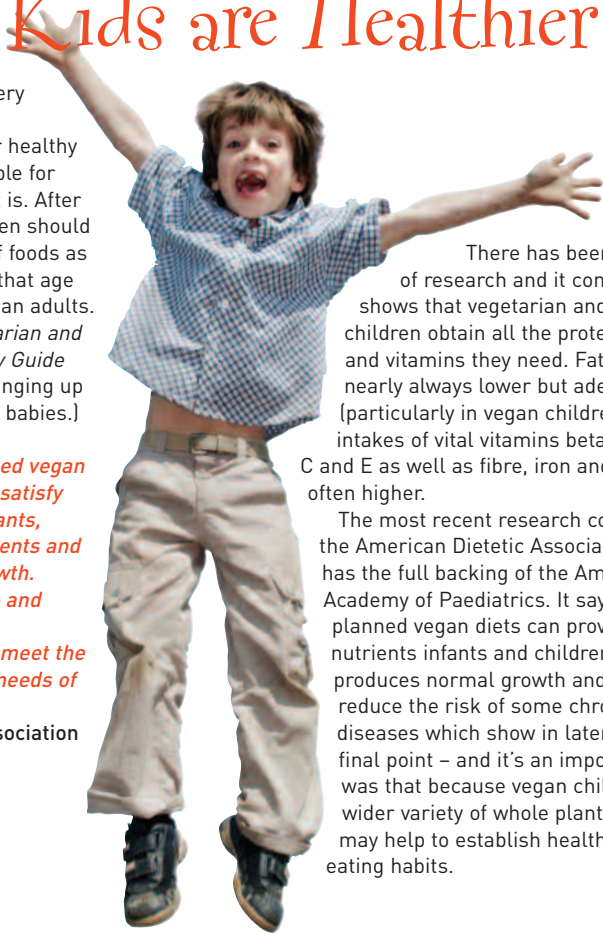 Kids are Healthier
ery
r healthy
ble for
is. After
en should
f foods as
that age
an adults.
arian and
y Guide
nging up
babies.)
ed vegan
satisfy
ants,
ents and
wth.
and
meet the
needs of
sociation
There has been
of research and it con
shows that vegetarian and
children obtain all the prote
and vitamins they need. Fat
nearly always lower but ade
(particularly in vegan childre
intakes of vital vitamins beta
C and E as well as fibre, iron and
often higher.
The most recent research co
the American Dietetic Associa
has the full backing of the Am
Academy of Paediatrics. It say
planned vegan diets can prov
nutrients infants and children
produces normal growth and
reduce the risk of some chro
diseases which show in later
final point – and it's an impo
was that because vegan chil
wider variety of whole plant
may help to establish health
eating habits.